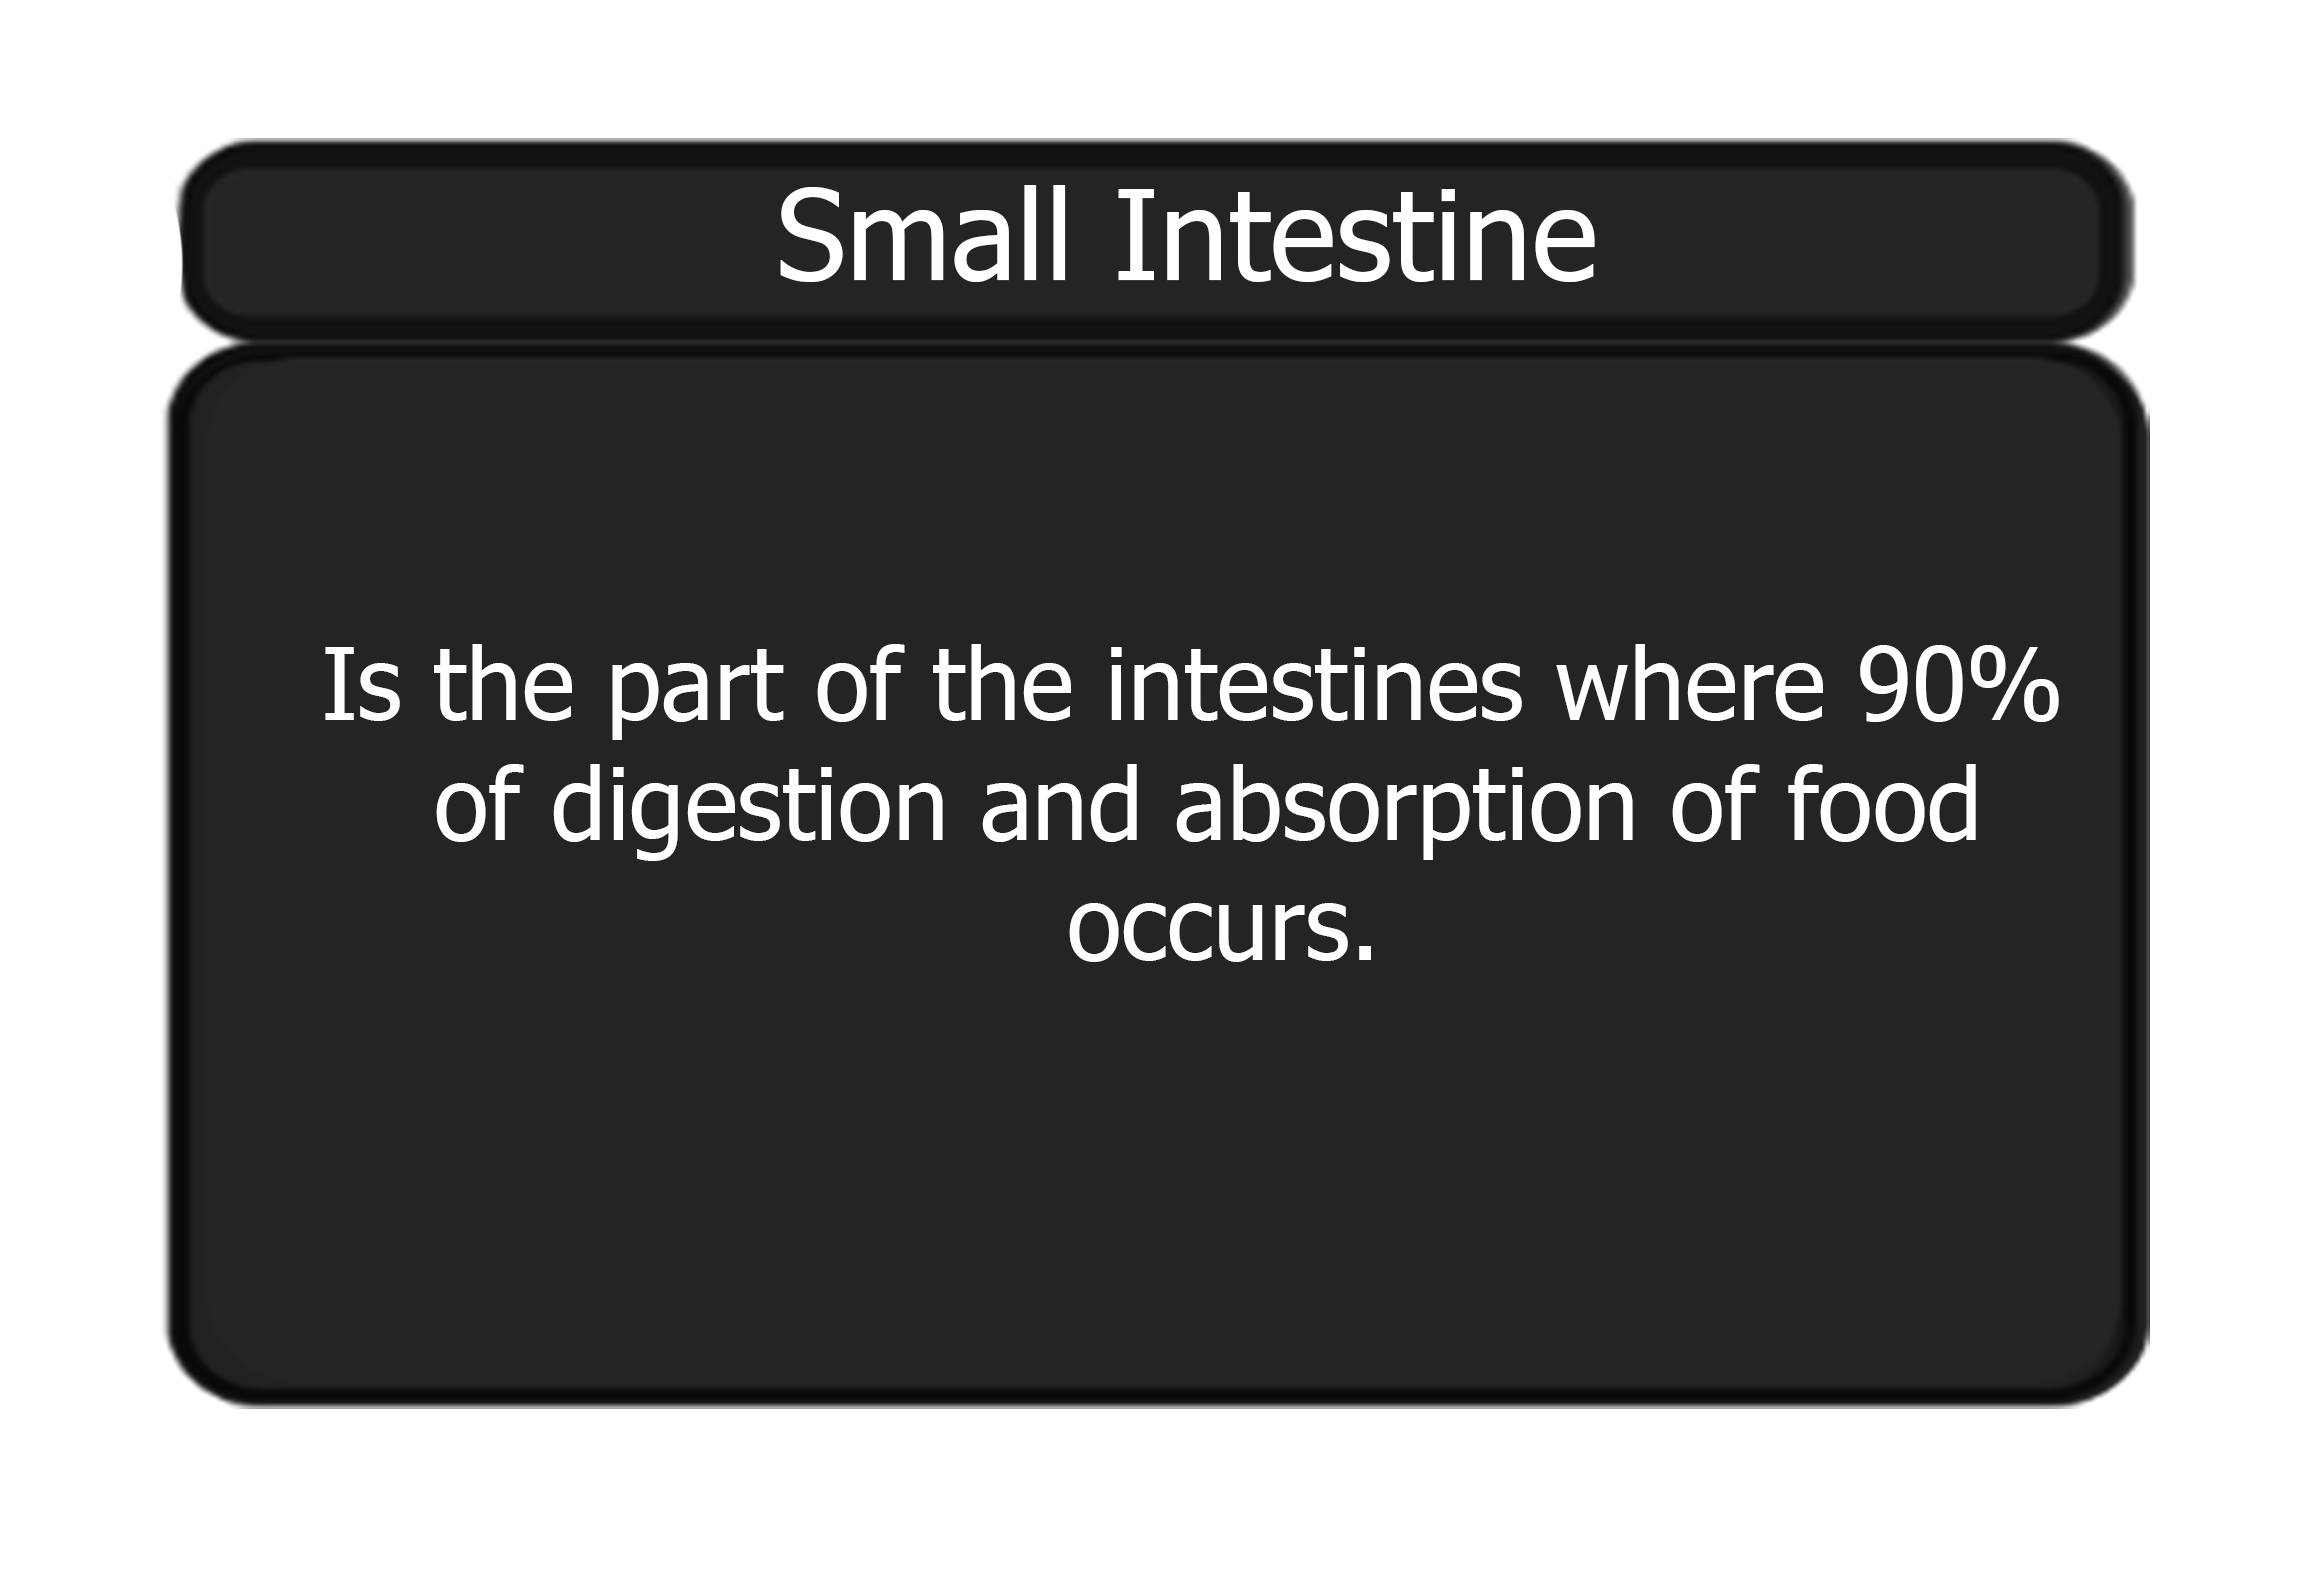 Small Intestine
Is the part of the intestines where 90%
of digestion and absorption of food
occurs.